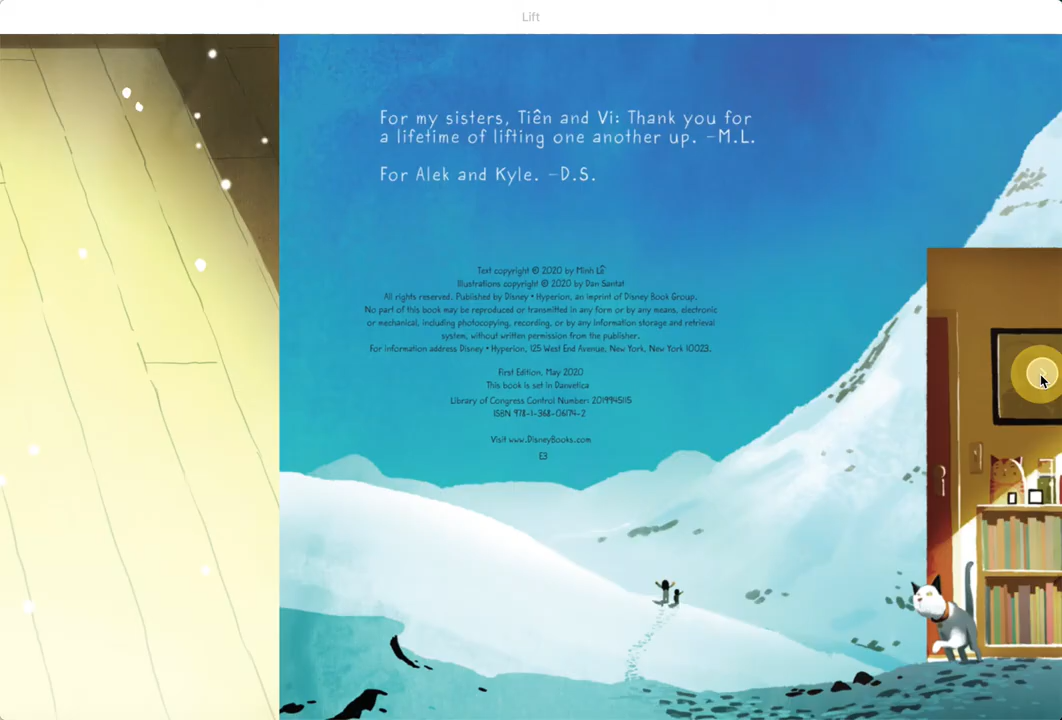 Lift
For my sisters, Tiên and Vi: Thank you for
a lifetime of lifting one another up. –M.L.
For Alek and Kyle. –D.S.
Text copyright © 2020 by Minh Lê
Illustrations copyright © 2020 by Dan Santat
All rights reserved. Published by Disney • Hyperion, an imprint of Disney Book Group.
No part of this book may be reproduced or transmitted in any form or by any means, electronic
or mechanical, including photocopying, recording, or by any information storage and retrieval
system, without written permission from the publisher.
For information address Disney • Hyperion, 125 West End Avenue, New York, New York 10023.
First Edition, May 2020
This book is set in Danvetica
Library of Congress Control Number: 2019945115
ISBN 978-1-368-06174-2
Visit www.DisneyBooks.com
E3